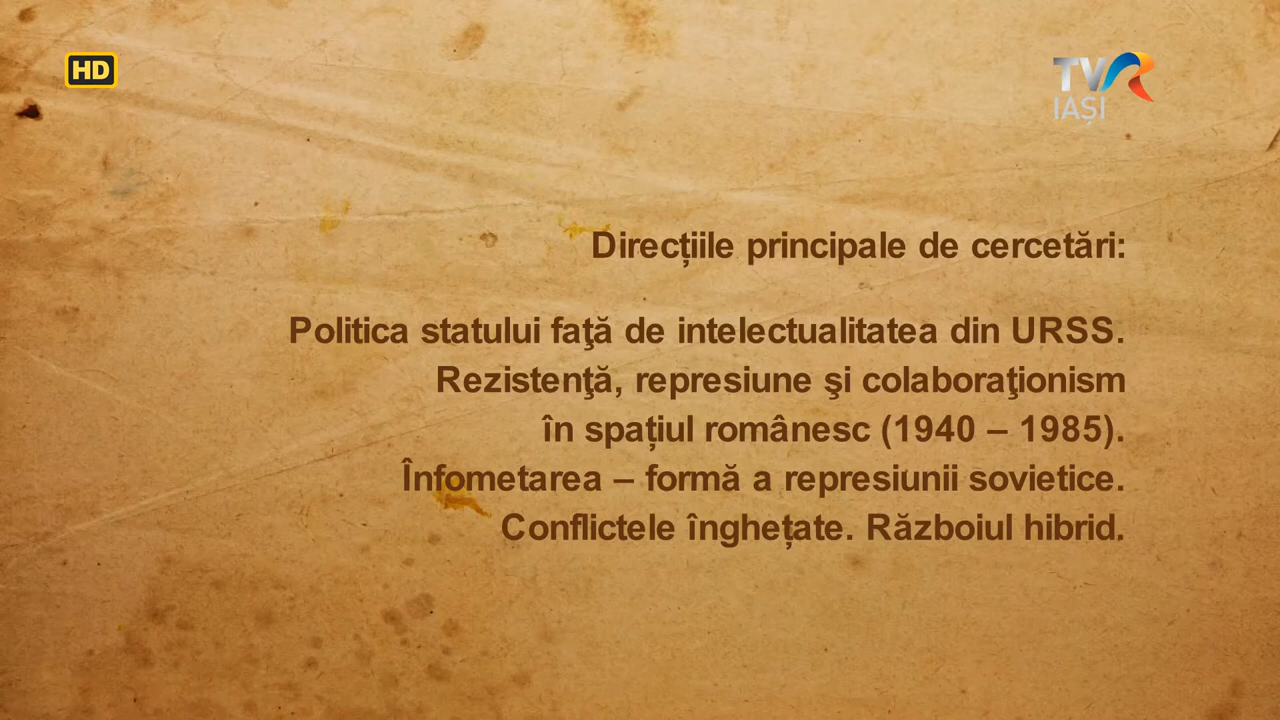 HD
TVR
IAȘI
Direcțiile principale de cercetări:
Politica statului faţă de intelectualitatea din URSS.
Rezistenţă, represiune şi colaboraţionism
în spațiul românesc (1940 – 1985).
Înfometarea – formă a represiunii sovietice.
Conflictele înghețate. Războiul hibrid.